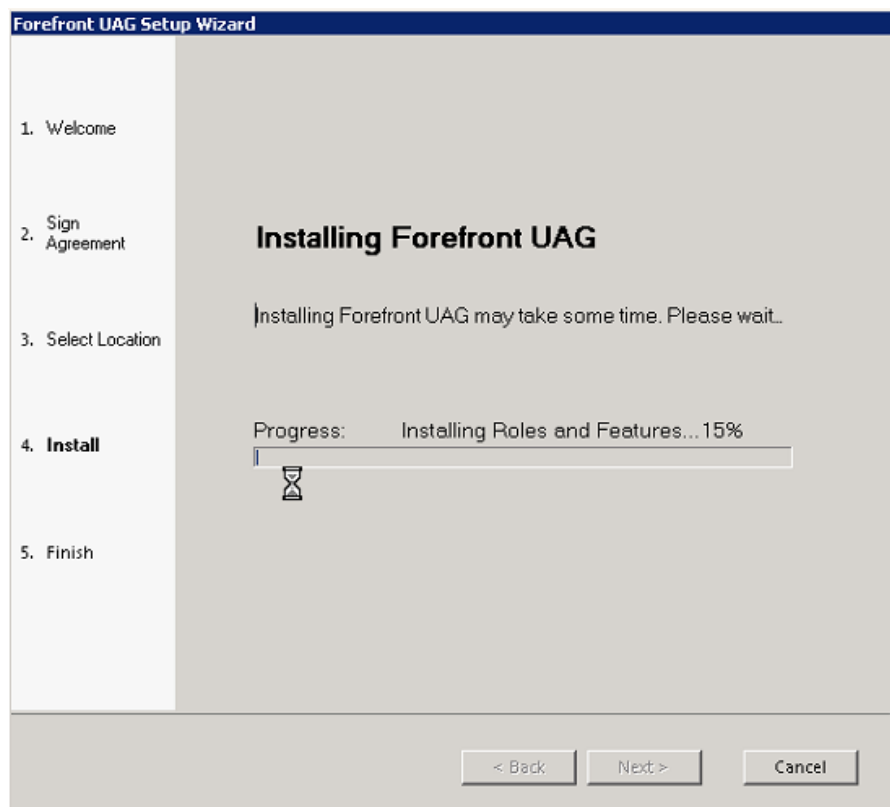 Forefront UAG Setup Wizard
1. Welcome
2. Sign
Agreement
3. Select Location
4. Install
5. Finish
Installing Forefront UAG
Installing Forefront UAG may take some time. Please wait..
Progress: Installing Roles and Features...15%
< Back
Next >
Cancel